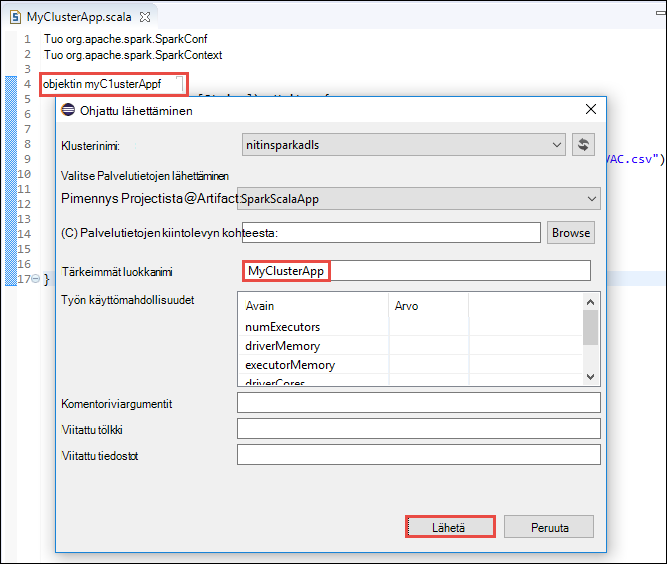 MyClusterApp.scala
1 Tuo org.apache.spark.SparkConf
2 Tuo org.apache.spark.SparkContext
3
4 objektin myC1usterAppf
5
6
7
8
9 VAC.csv")
10
11
12
13
14
15
16
17 }
Ohjattu lähettäminen
Klusterinimi: nitinsparkadls
Valitse Palvelutietojen lähettäminen
Pimennys Projectista@Artifact: SparkScalaApp
(C) Palvelutietojen kiintolevyn kohteesta: Browse
Tärkeimmät luokkanimi MyClusterApp
Työn käyttömahdollisuudet
Avain Arvo
numExecutors
driverMemory
executorMemory
driverCores
Komentoriviargumentit
Viitattu tölkki
Viitattu tiedostot
Lähetä Peruuta